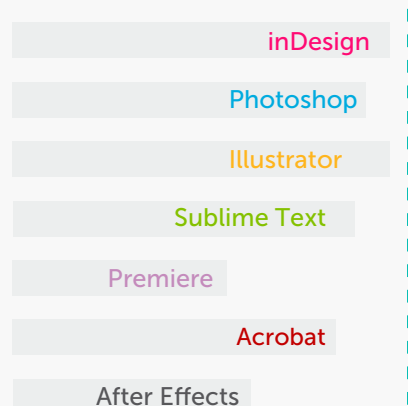 inDesign
Photoshop
Illustrator
Sublime Text
Premiere
Acrobat
After Effects